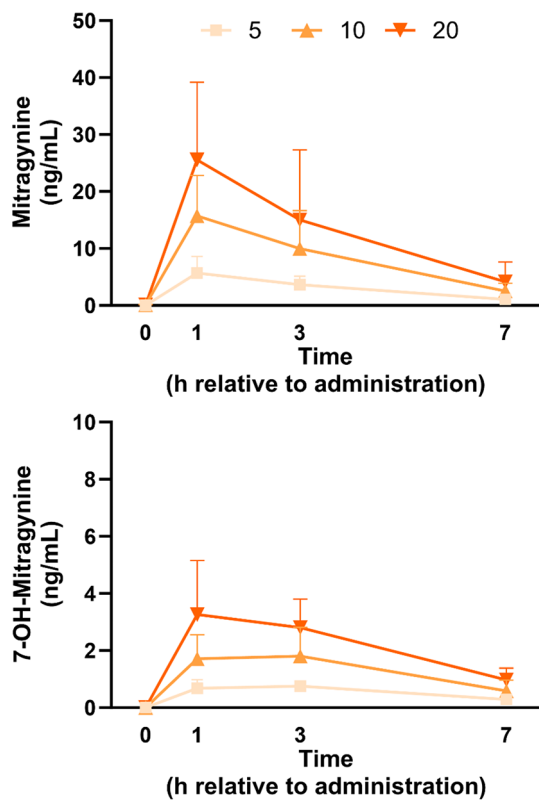 5 10 20
Mitragynine
(ng/mL)
50
40
30
20
10
0
0 1 3 7
Time
(h relative to administration)
7-OH-Mitragynine
(ng/mL)
10
8
6
4
2
0
0 1 3 7
Time
(h relative to administration)